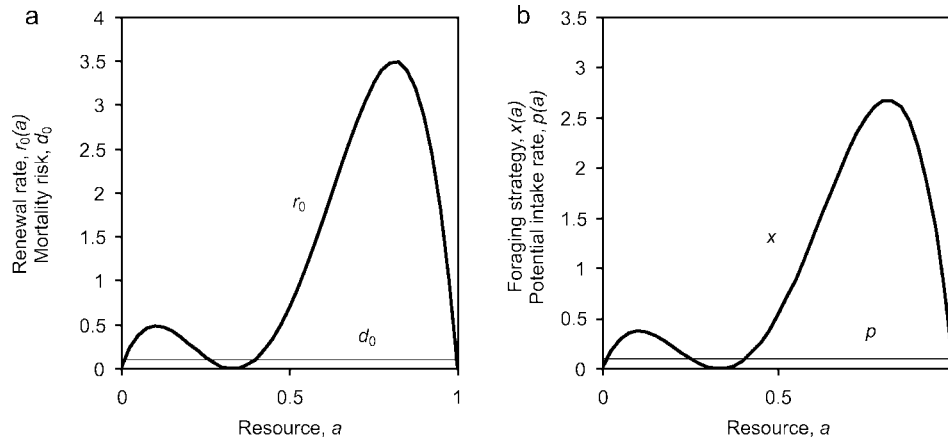 a
Renewal rate, r0(a)
Mortality risk, d0
4
3.5
3
2.5
2
1.5
1
0.5
0
r0
d0
0
0.5
1
Resource, a
b
Foraging strategy, x(a)
Potential intake rate, p(a)
3.5
3
2.5
2
1.5
1
0.5
0
x
p
0
0.5
Resource, a